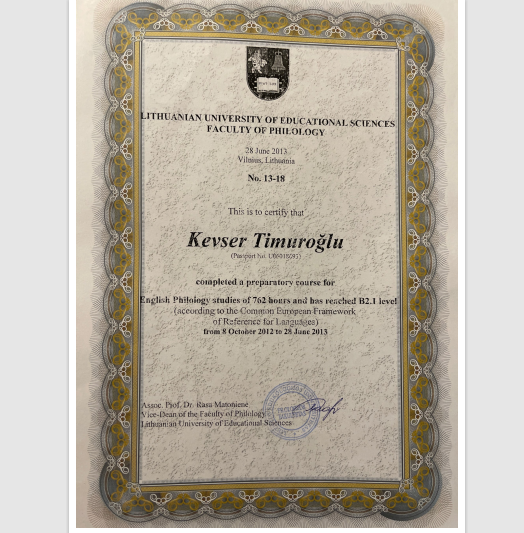 LITHUANIAN UNIVERSITY OF EDUCATIONAL SCIENCES
FACULTY OF PHILOLOGY
28 June 2013
Vilnius, Lithuania
No. 13-18
This is to certify that
Kevser Timuroğlu
(Passport No.
completed a preparatory course for
English Philology studies of 762 hours and has reached B2.1 level
(according to the Common European Framework
of Reference for Languages)
from 8 October 2012 to 28 June 2013
Assoc. Prof. Dr. Rasa
Vice-Dean of the Faculty of Philology
Lithuanian University of Educational Sciences